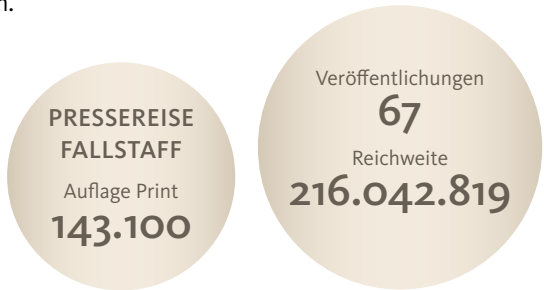 n.
PRESSEREISE
FALLSTAFF
Auflage Print
143.100
Veröffentlichungen
67
Reichweite
216.042.819